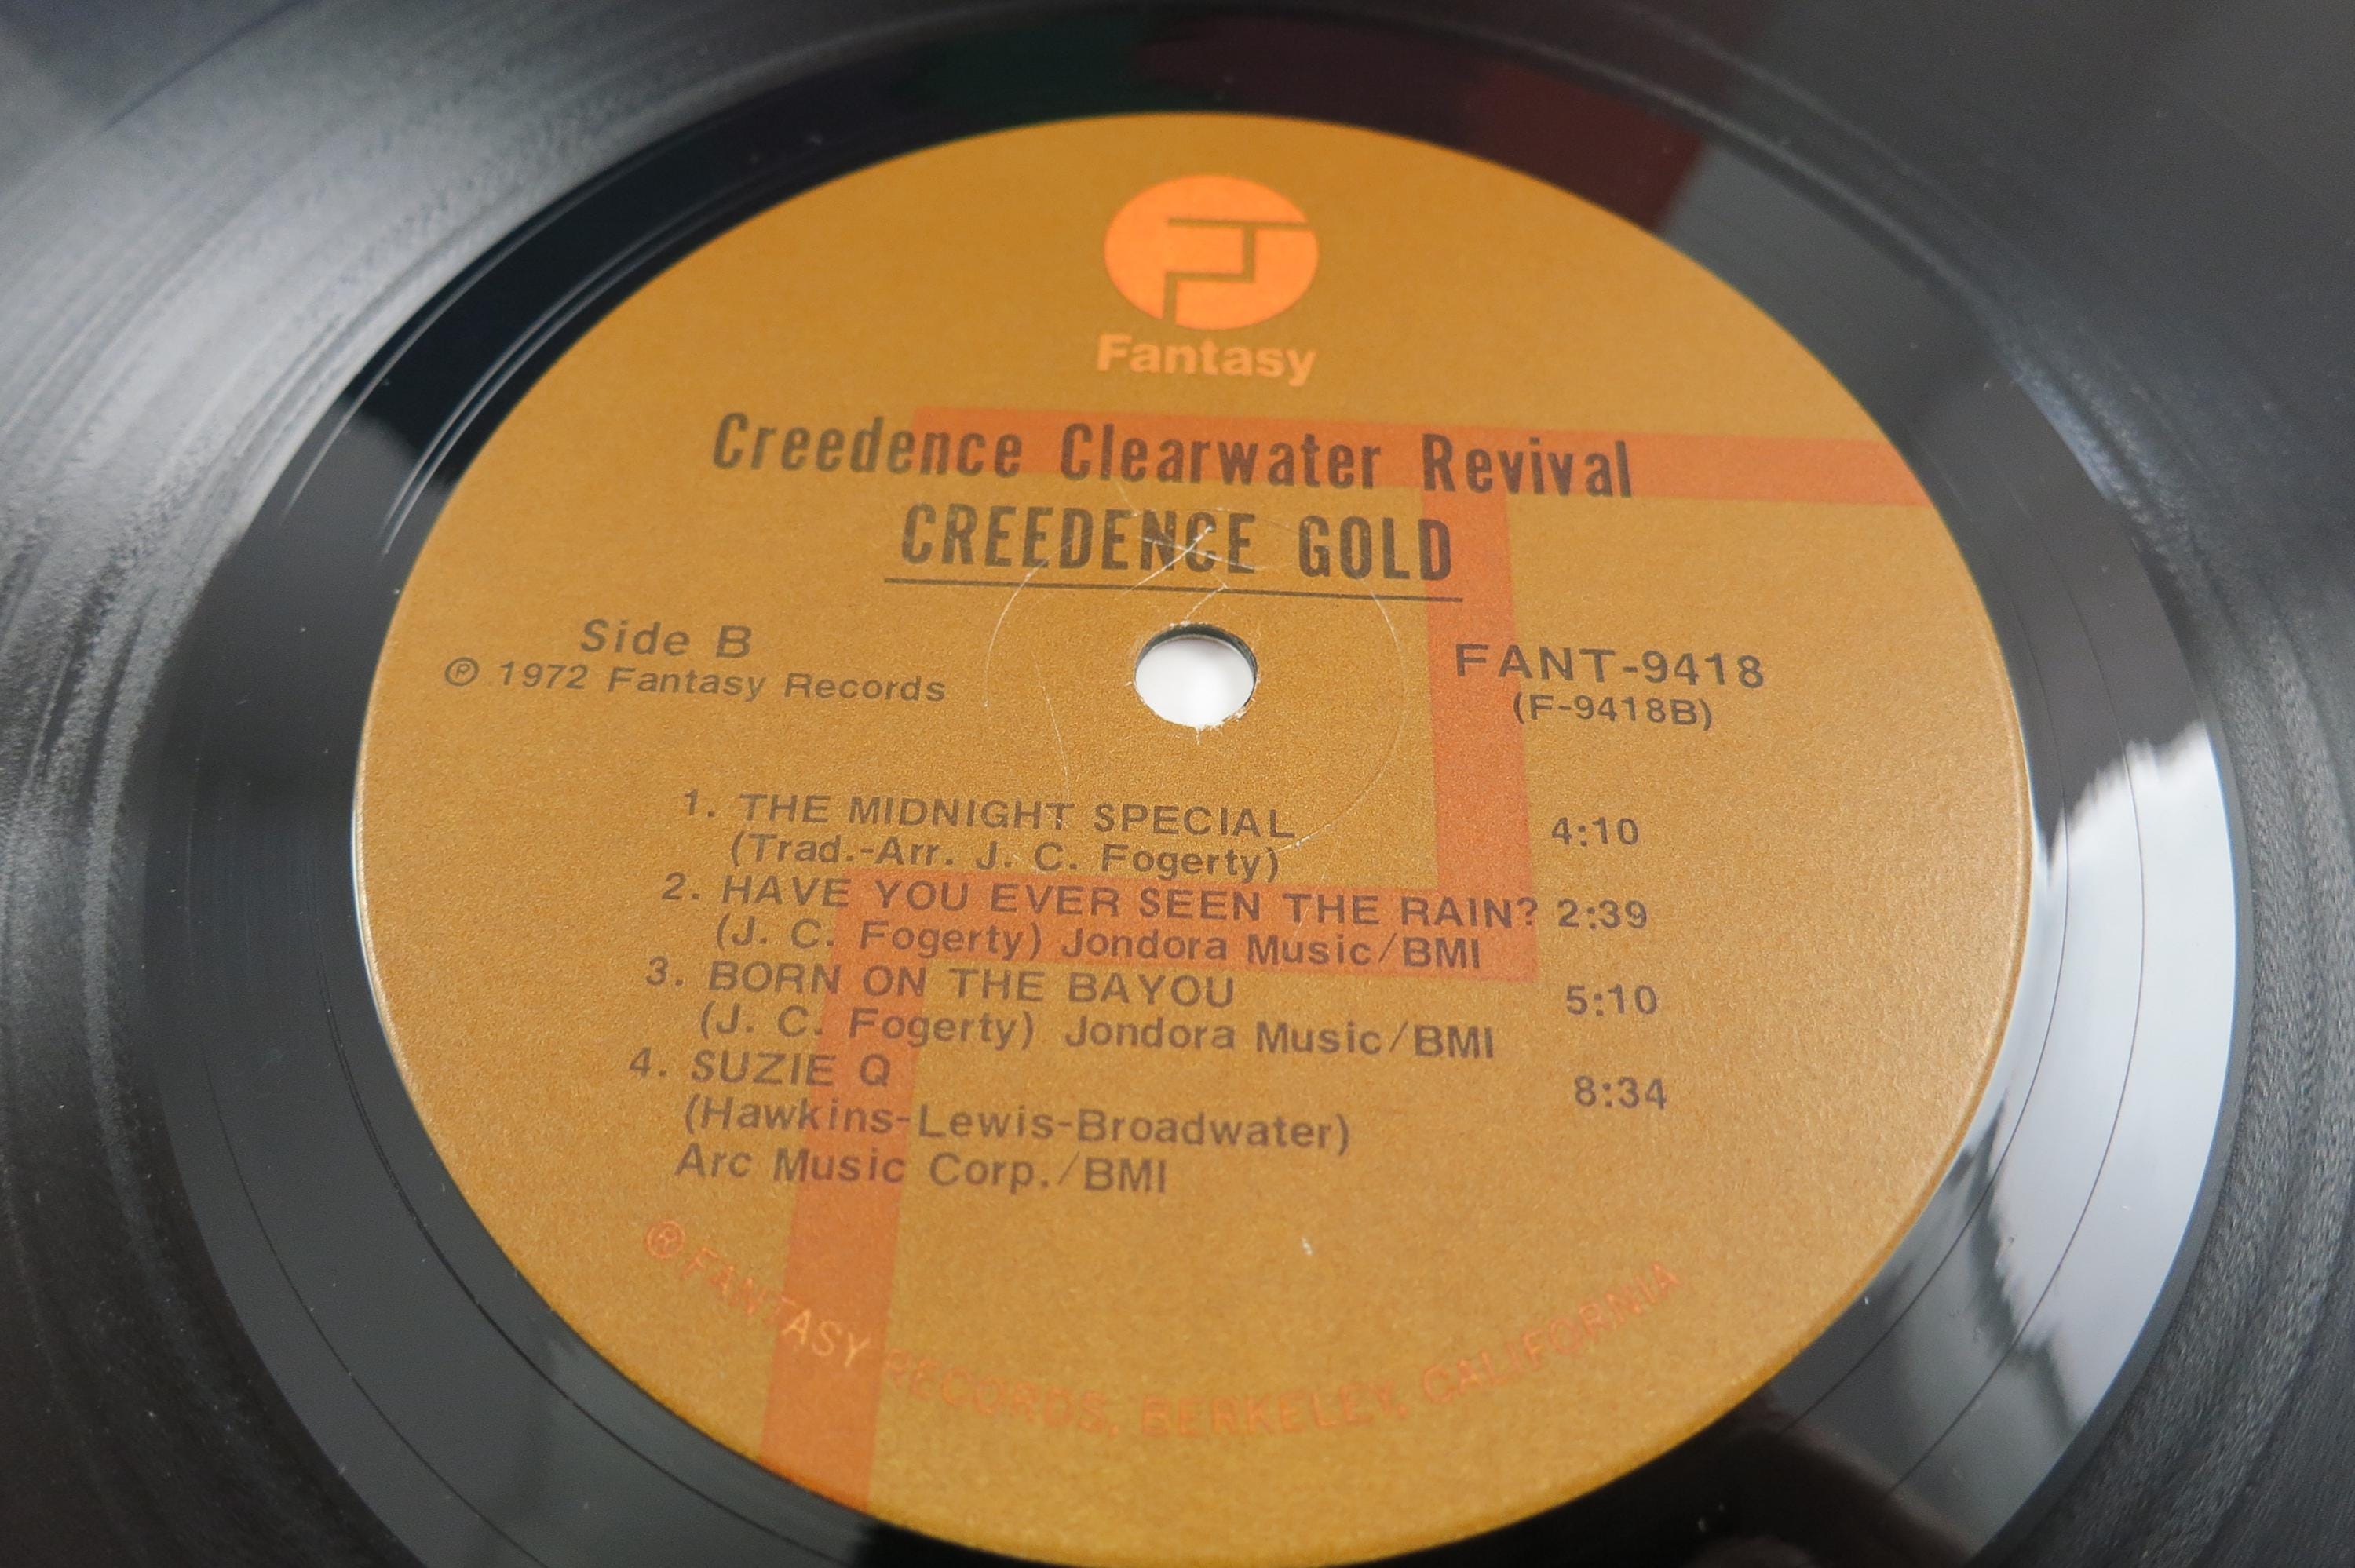 Fantasy
Creedence Clearwater Revival
CREEDENCE GOLD
Side B
℗ 1972 Fantasy Records
FANT-9418
(F-9418B)
1. THE MIDNIGHT SPECIAL 4:10
(Trad.-Arr. J. C. Fogerty)
2. HAVE YOU EVER SEEN THE RAIN? 2:39
(J. C. Fogerty) Jondora Music/BMI
3. BORN ON THE BAYOU 5:10
(J. C. Fogerty) Jondora Music/BMI
4. SUZIE Q 8:34
(Hawkins-Lewis-Broadwater)
Arc Music Corp./BMI
® FANTASY RECORDS, BERKELEY, CALIFORNIA